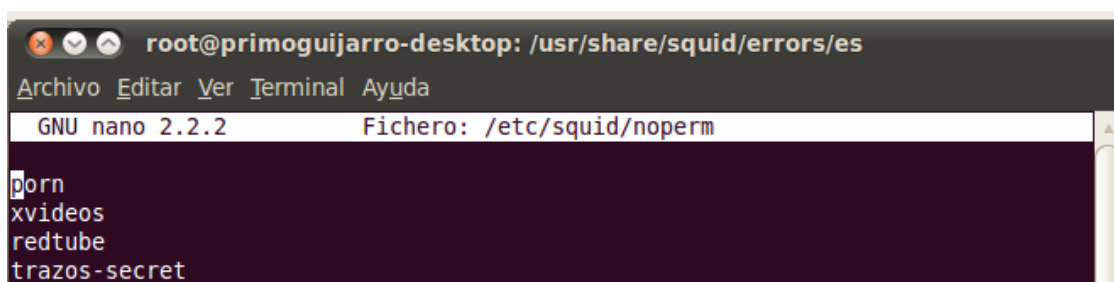 root@primoguijarro-desktop: /usr/share/squid/errors/es
Archivo Editar Ver Terminal Ayuda
GNU nano 2.2.2 Fichero: /etc/squid/noperm
porn
xvideos
redtube
trazos-secret